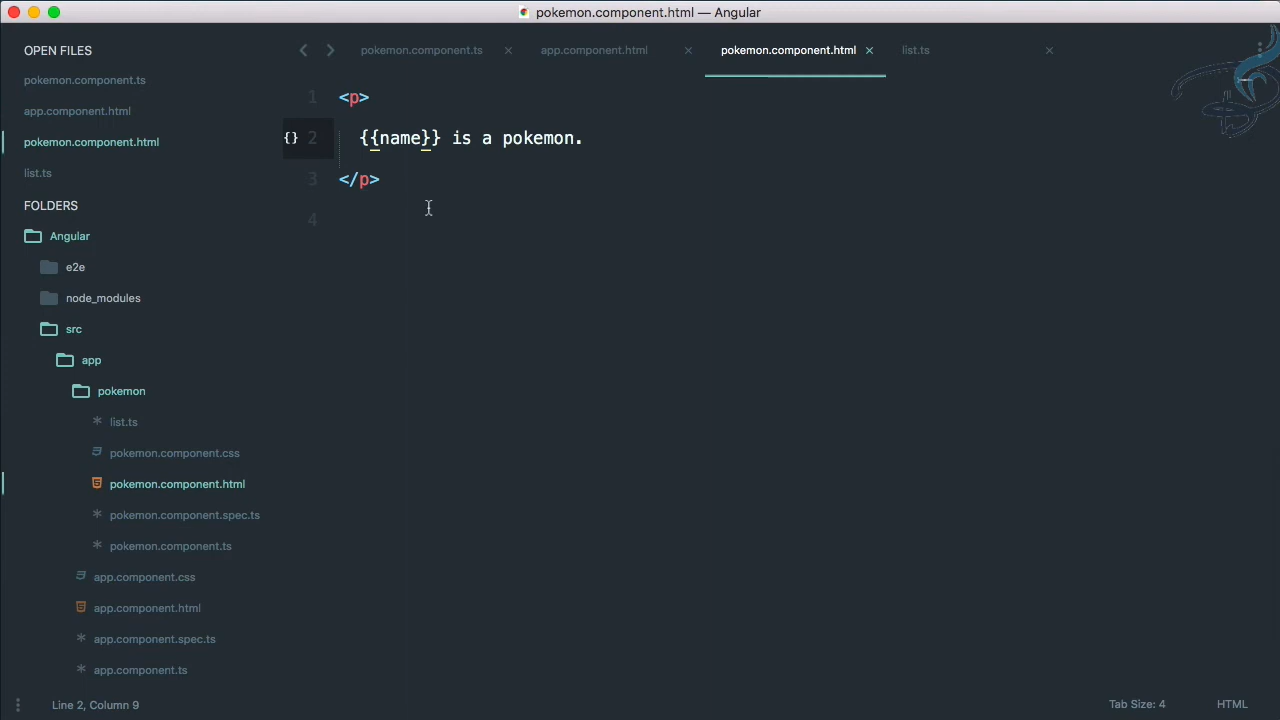 pokemon.component.html — Angular
OPEN FILES
pokemon.component.ts
app.component.html
pokemon.component.html
list.ts
FOLDERS
Angular
e2e
node_modules
src
app
pokemon
list.ts
pokemon.component.css
pokemon.component.html
pokemon.component.spec.ts
pokemon.component.ts
app.component.css
app.component.html
app.component.spec.ts
app.component.ts
pokemon.component.ts × app.component.html × pokemon.component.html × list.ts ×
1 <p>
{} 2 {{name}} is a pokemon.
3 </p>
4
Line 2, Column 9
Tab Size: 4 HTML